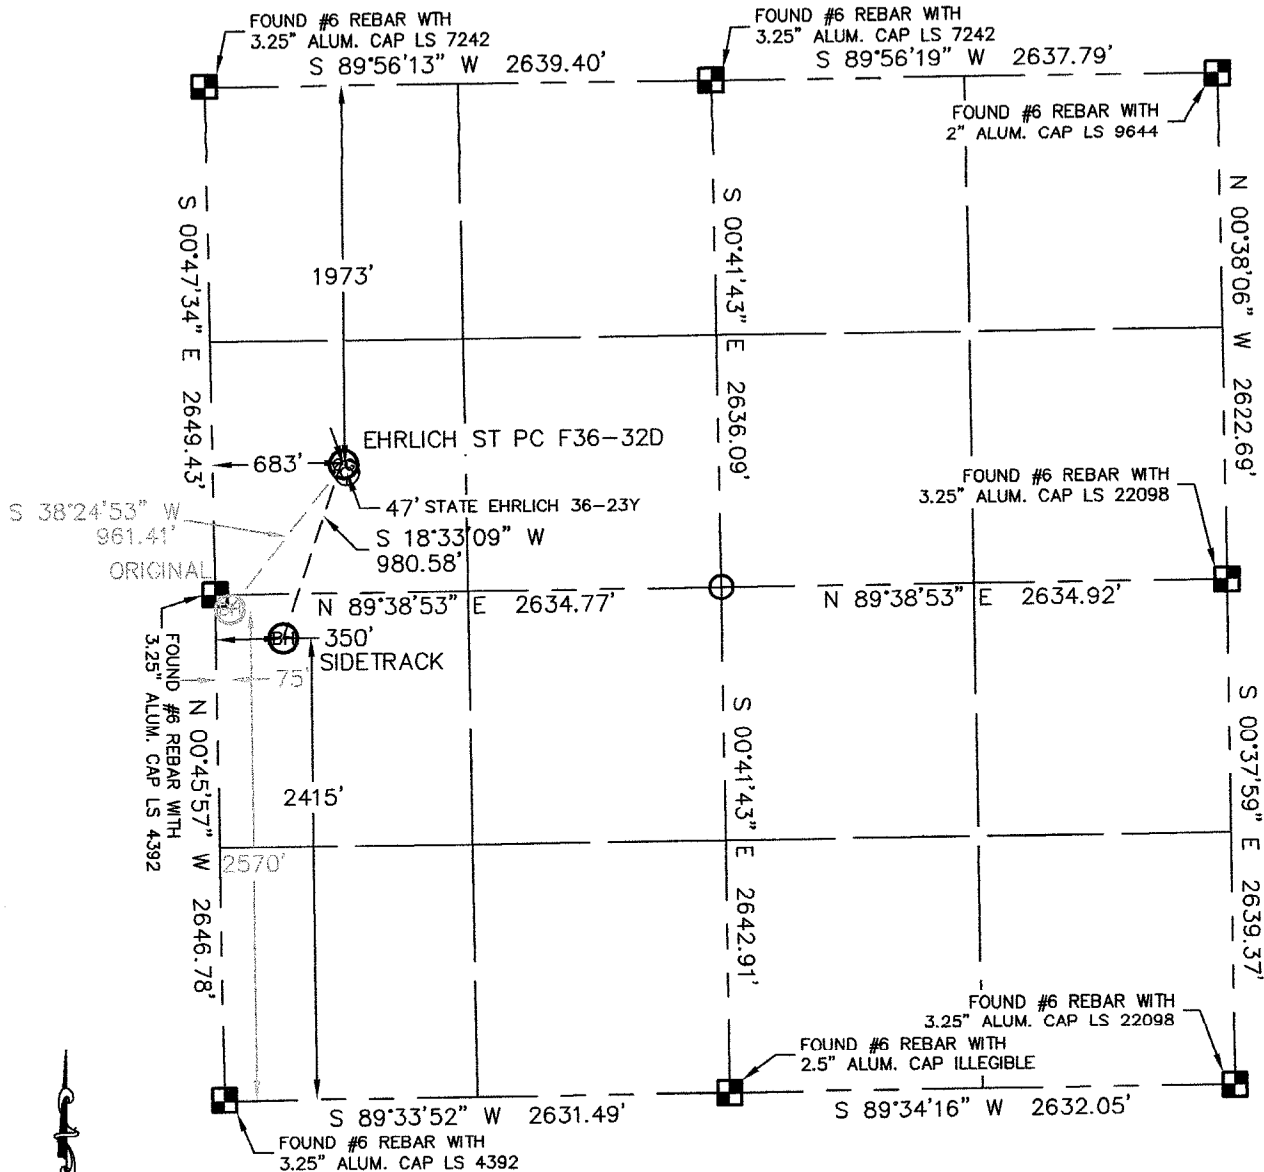 FOUND #6 REBAR WTH
3.25" ALUM. CAP LS 7242
S 89°56'13" W 2639.40'
FOUND #6 REBAR WITH
3.25" ALUM. CAP LS 7242
S 89°56'19" W 2637.79'
FOUND #6 REBAR WITH
2" ALUM. CAP LS 9644
S 00°47'34" E 2649.43'
1973'
S 00°41'43" E 2636.09'
N 00°38'06" W 2622.69'
EHRLICH ST PC F36-32D
683'
47' STATE EHRLICH 36-23Y
S 38°24'53" W
961.41'
S 18°33'09" W
980.58'
FOUND #6 REBAR WITH
3.25" ALUM. CAP LS 22098
ORIGINAL
N 89°38'53" E 2634.77'
N 89°38'53" E 2634.92'
BH
350'
SIDETRACK
75'
FOUND #6 REBAR WITH
3.25" ALUM. CAP LS 4392
N 00°45'57" W 2646.78'
2415'
2570'
S 00°41'43" E 2642.91'
S 00°37'59" E 2639.37'
FOUND #6 REBAR WITH
3.25" ALUM. CAP LS 22098
FOUND #6 REBAR WITH
2.5" ALUM. CAP ILLEGIBLE
S 89°33'52" W 2631.49'
S 89°34'16" W 2632.05'
FOUND #6 REBAR WITH
3.25" ALUM. CAP LS 4392